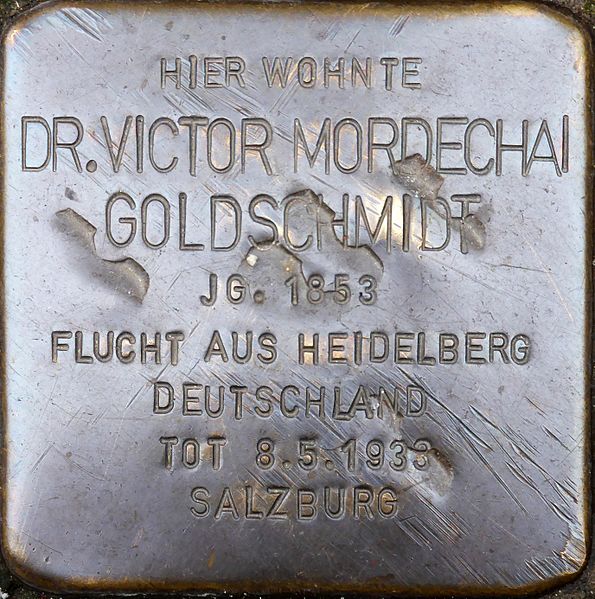 HIER WOHNTE
DR. VICTOR MORDECHAI
GOLDSCHMIDT
JG. 1853
FLUCHT AUS HEIDELBERG
DEUTSCHLAND
TOT 8.5.1933
SALZBURG